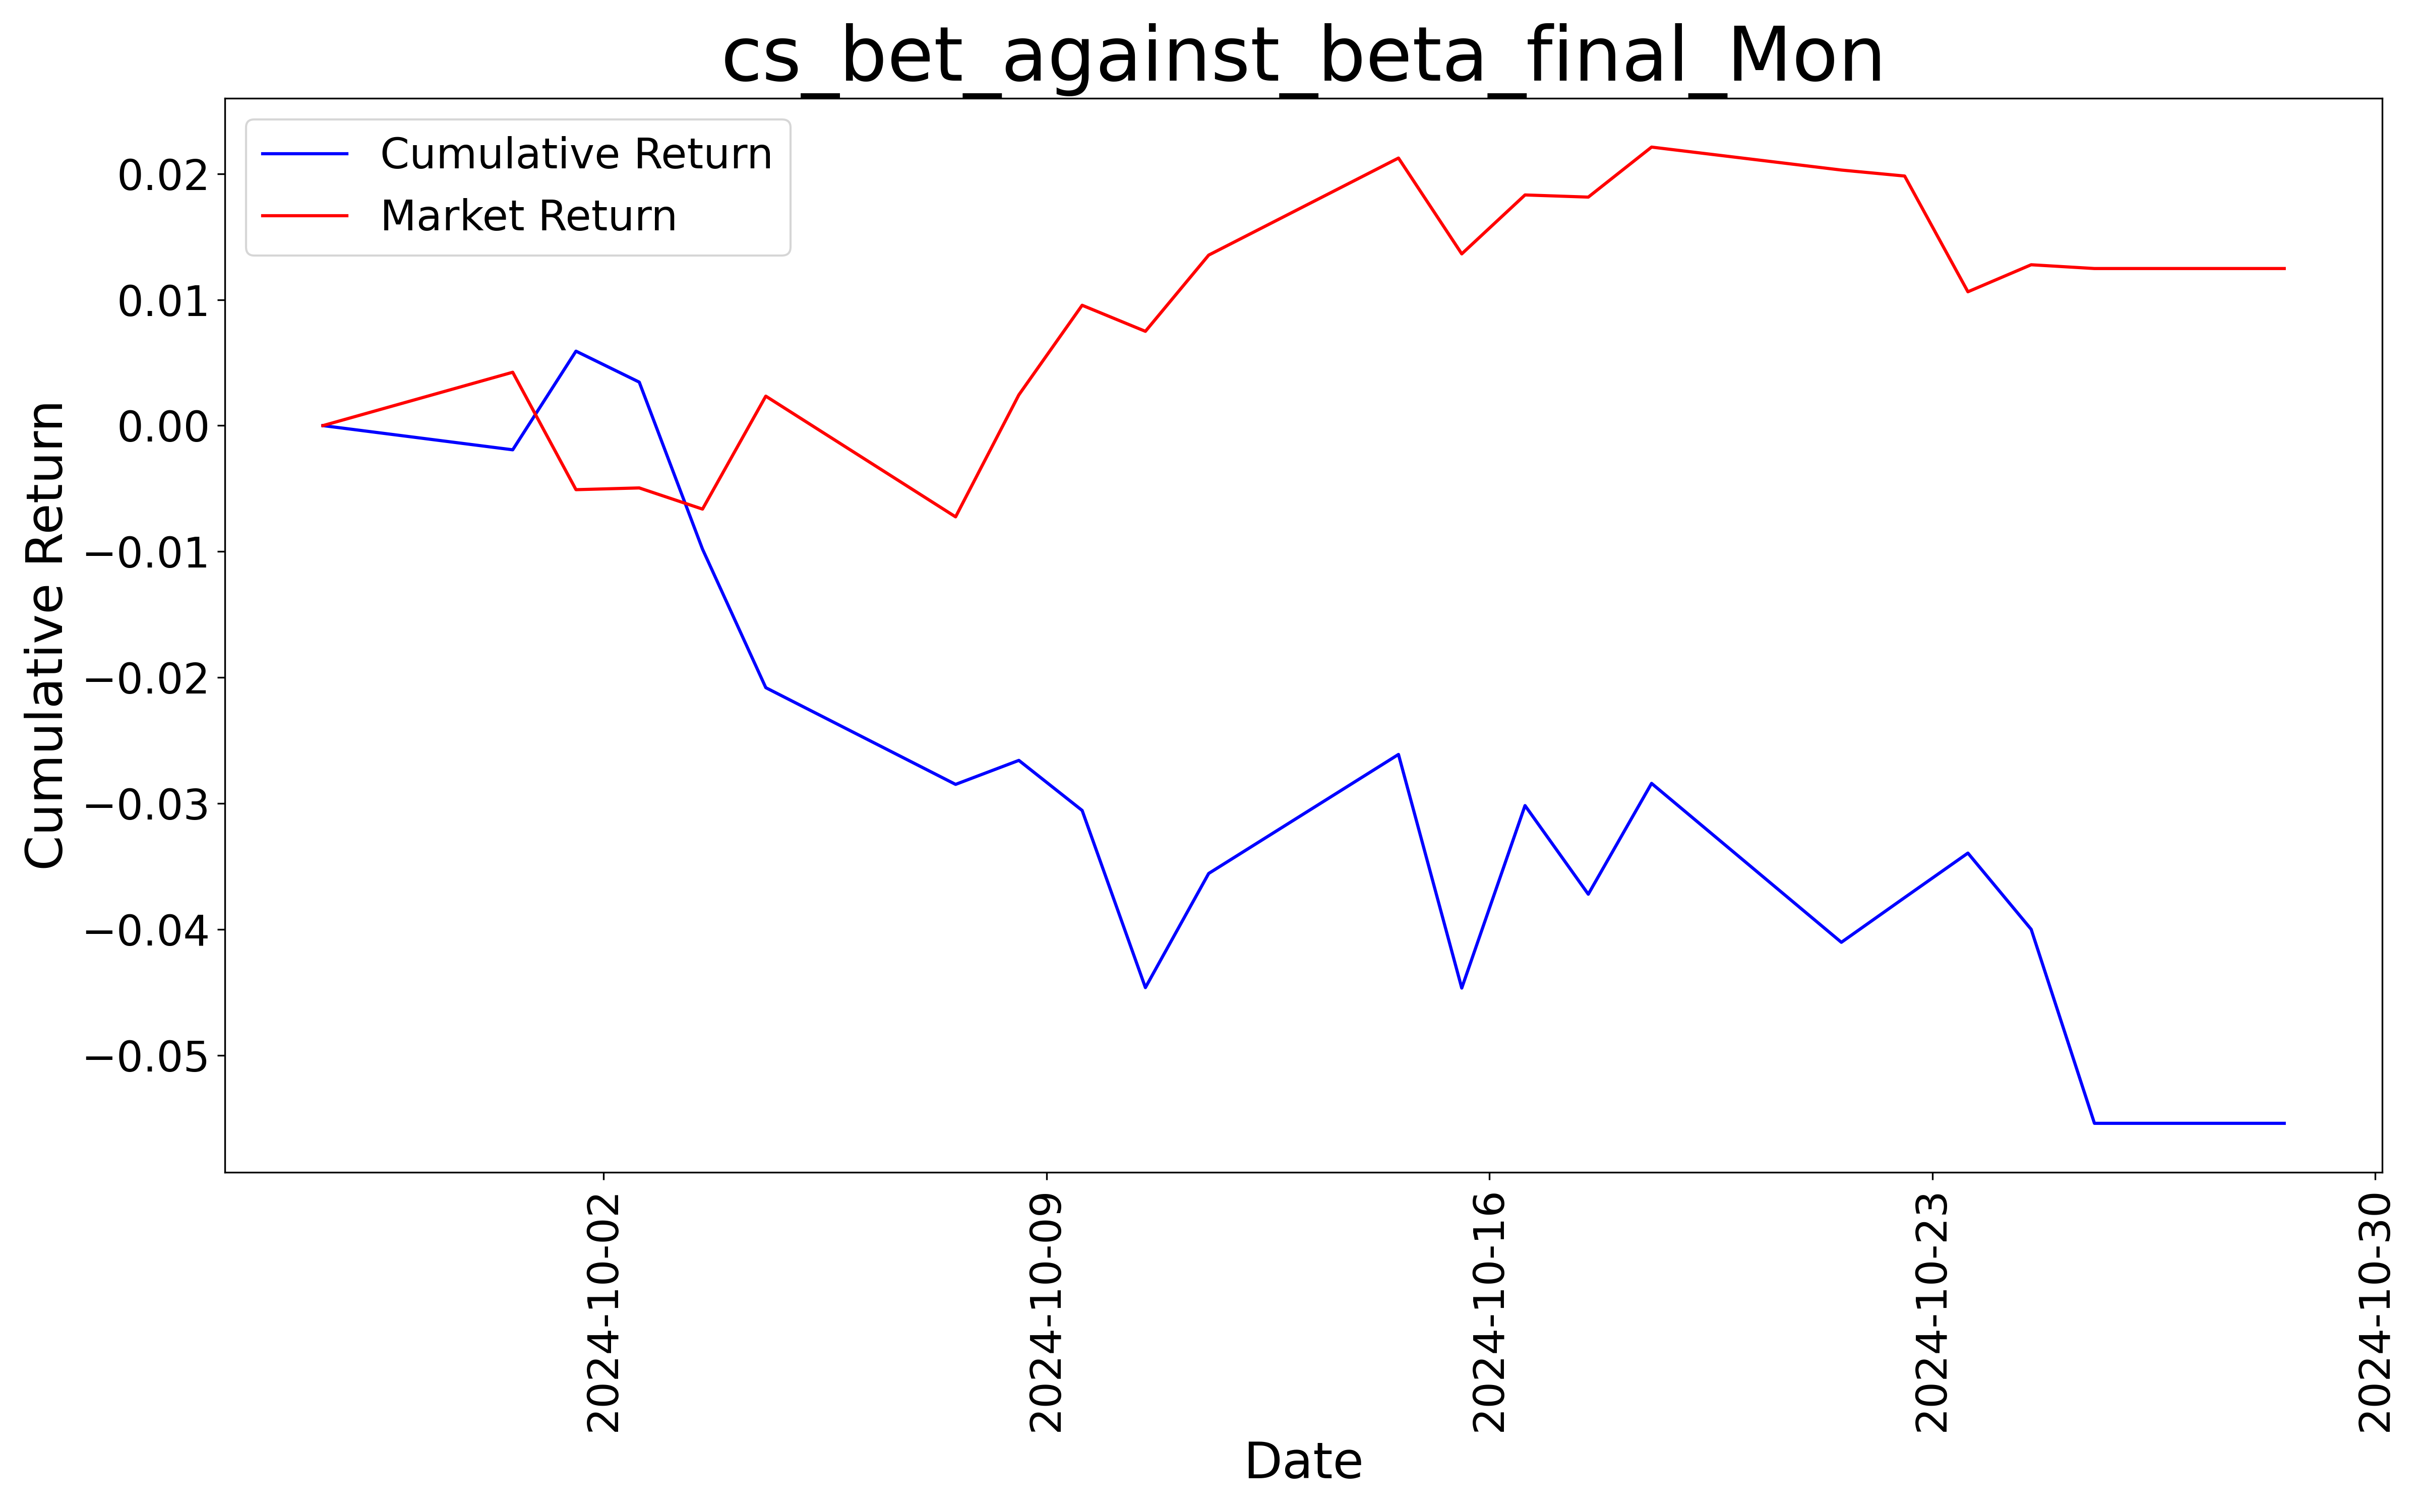 cs_bet_against_beta_final_Mon
Cumulative Return
Market Return
Cumulative Return
0.02
0.01
0.00
−0.01
−0.02
−0.03
−0.04
−0.05
2024-10-02
2024-10-09
2024-10-16
2024-10-23
2024-10-30
Date